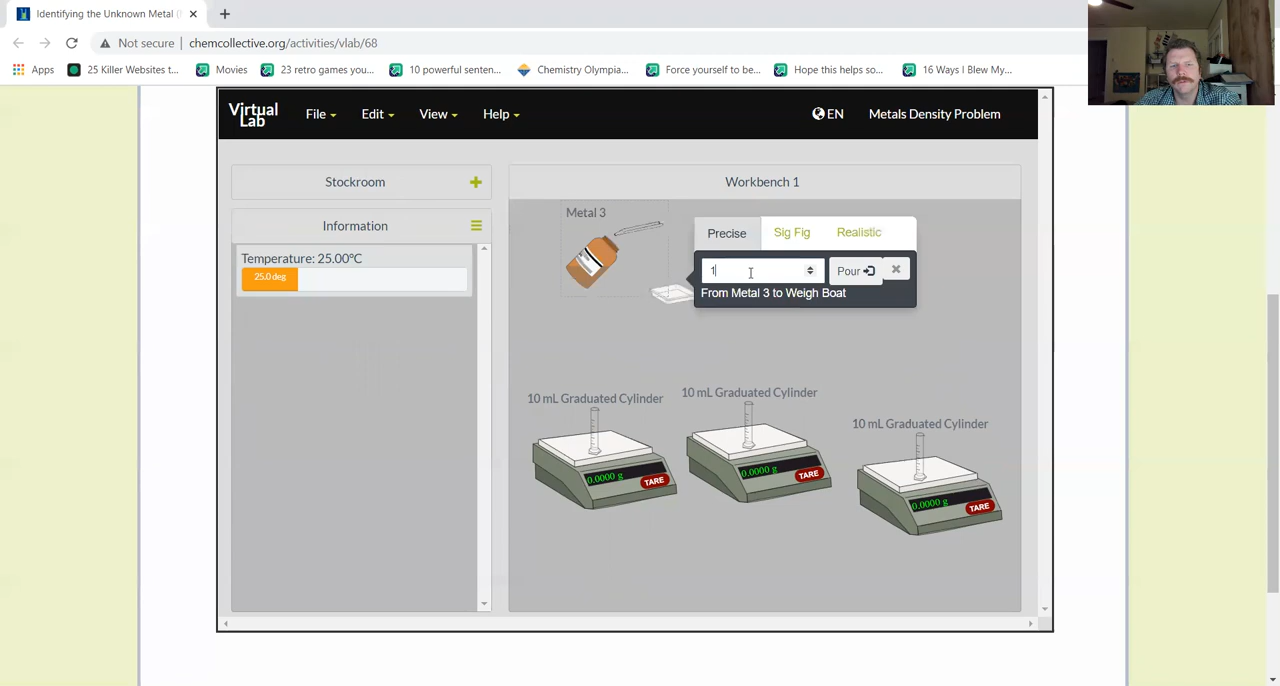 Identifying the Unknown Metal (
Not secure
chemcollective.org/activities/vlab/68
Apps
25 Killer Websites t...
Movies
23 retro games you...
10 powerful senten...
Chemistry Olympia...
Force yourself to be...
Hope this helps so...
16 Ways I Blew My...
Virtual
Lab
File
Edit
View
Help
EN
Metals Density Problem
Stockroom
Workbench 1
Information
Temperature: 25.00°C
25.0 deg
Metal 3
Precise
Sig Fig
Realistic
1
Pour
From Metal 3 to Weigh Boat
10 mL Graduated Cylinder
10 mL Graduated Cylinder
10 mL Graduated Cylinder
0.0000 g
TARE
0.0000 g
TARE
0.0000 g
TARE